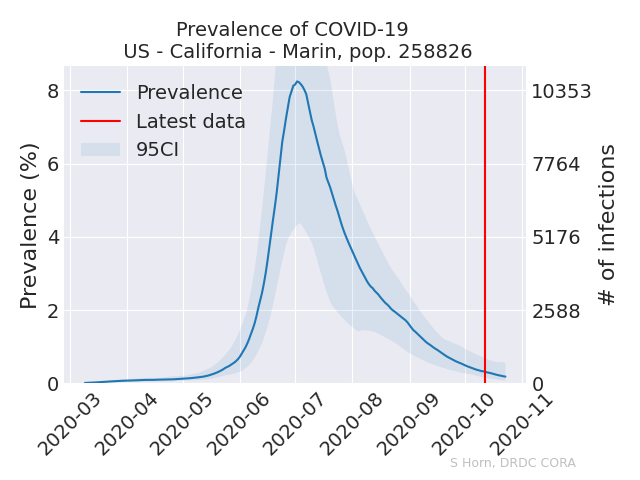 Prevalence of COVID-19
US - California - Marin, pop. 258826
Prevalence
Latest data
95CI
Prevalence (%)
8
6
4
2
0
10353
7764
5176
2588
0
# of infections
2020-03
2020-04
2020-05
2020-06
2020-07
2020-08
2020-09
2020-10
2020-11
S Horn, DRDC CORA